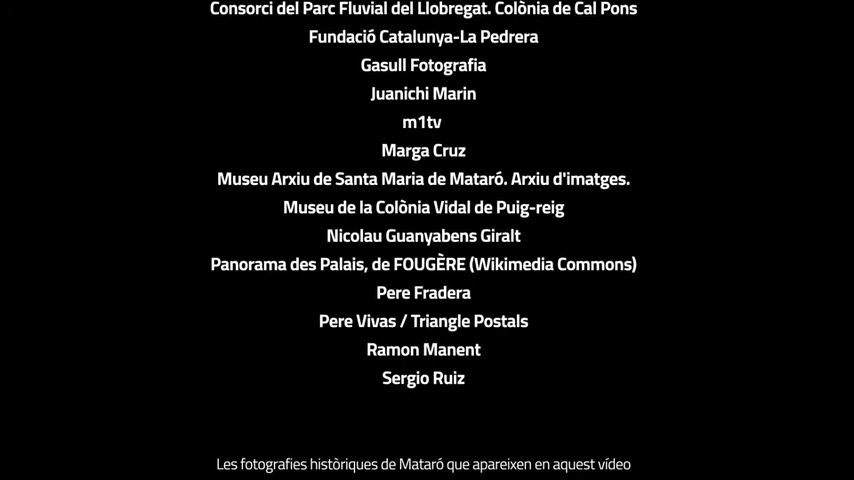 Consorci del Parc Fluvial del Llobregat. Colònia de Cal Pons
Fundació Catalunya-La Pedrera
Gasull Fotografia
Juanichi Marin
m1tv
Marga Cruz
Museu Arxiu de Santa Maria de Mataró. Arxiu d'imatges.
Museu de la Colònia Vidal de Puig-reig
Nicolau Guanyabens Giralt
Panorama des Palais, de FOUGÈRE (Wikimedia Commons)
Pere Fradera
Pere Vivas / Triangle Postals
Ramon Manent
Sergio Ruiz
Les fotografies històriques de Mataró que apareixen en aquest vídeo